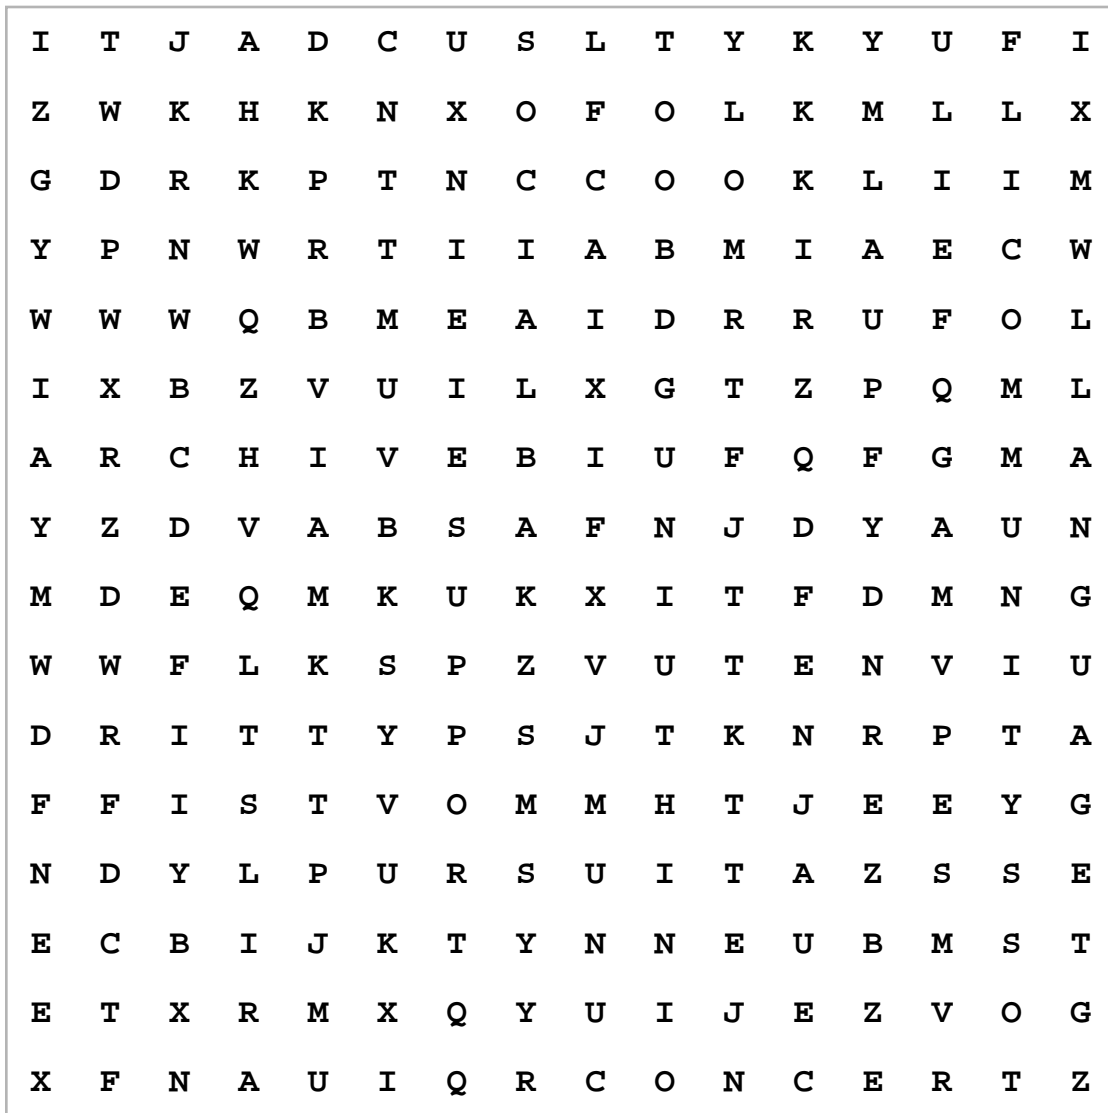 I T J A D C U S L T Y K Y U F I
Z W K H K N X O F O L K M L L X
G D R K P T N C C O O K L I I M
Y P N W R T I I A B M I A E C W
W W W Q B M E A I D R R U F O L
I X B Z V U I L X G T Z P Q M L
A R C H I V E B I U F Q F G M A
Y Z D V A B S A F N J D Y A U N
M D E Q M K U K X I T F D M N G
W W F L K S P Z V U T E N V I U
D R I T T Y P S J T K N R P T A
F F I S T V O M M H T J E E Y G
N D Y L P U R S U I T A Z S S E
E C B I J K T Y N N E U B M S T
E T X R M X Q Y U I J E Z V O G
X F N A U I Q R C O N C E R T Z